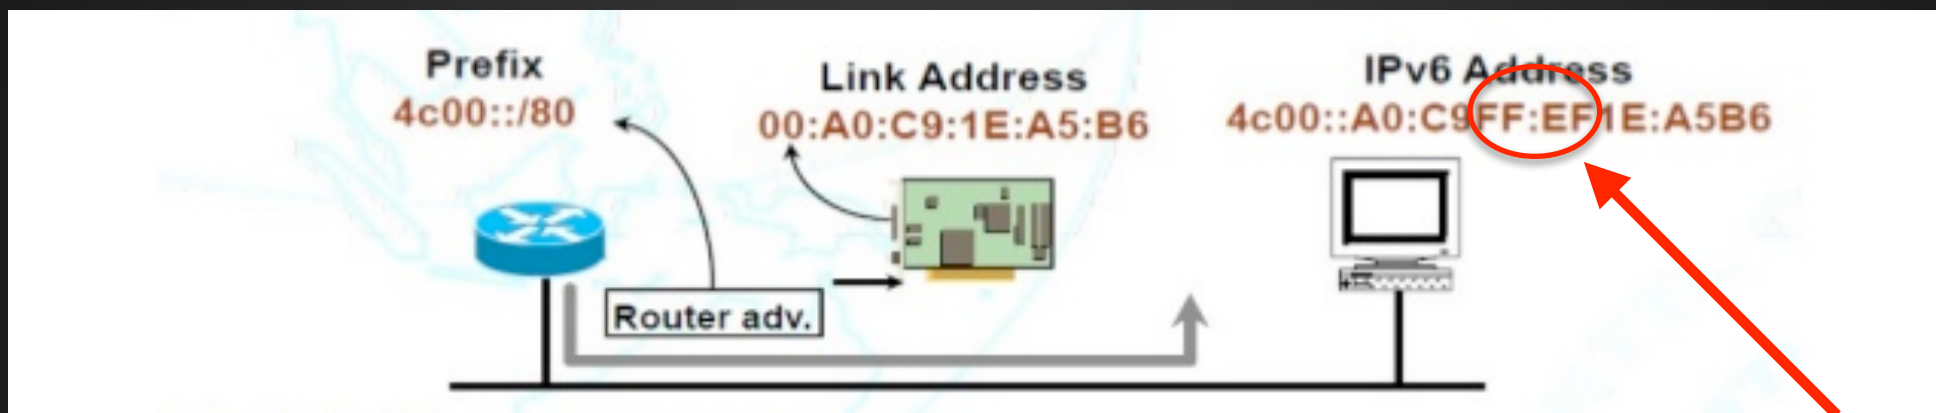 Prefix
4c00::/80
Link Address
00:A0:C9:1E:A5:B6
IPv6 Address
4c00::A0:C9FF:EF1E:A5B6
Router adv.